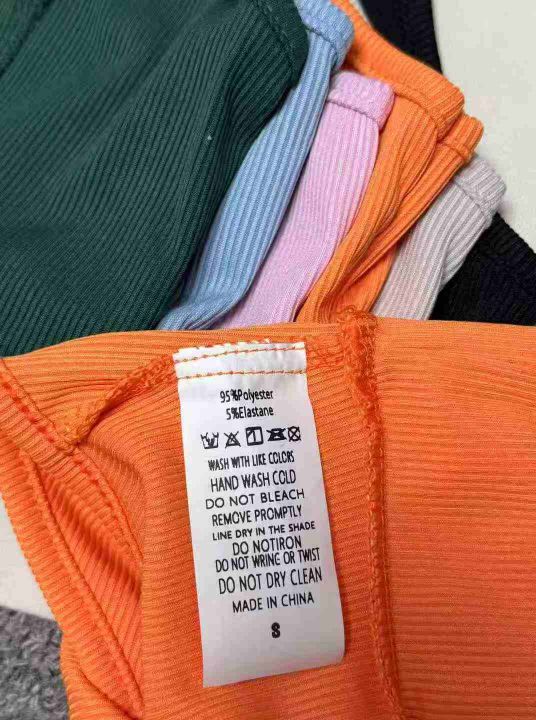 95%Polyester
5%Elastane
WASH WITH LIKE COLORS
HAND WASH COLD
DO NOT BLEACH
REMOVE PROMPTLY
LINE DRY IN THE SHADE
DO NOTIRON
DO NOT WRING OR TWIST
DO NOT DRY CLEAN
MADE IN CHINA
S